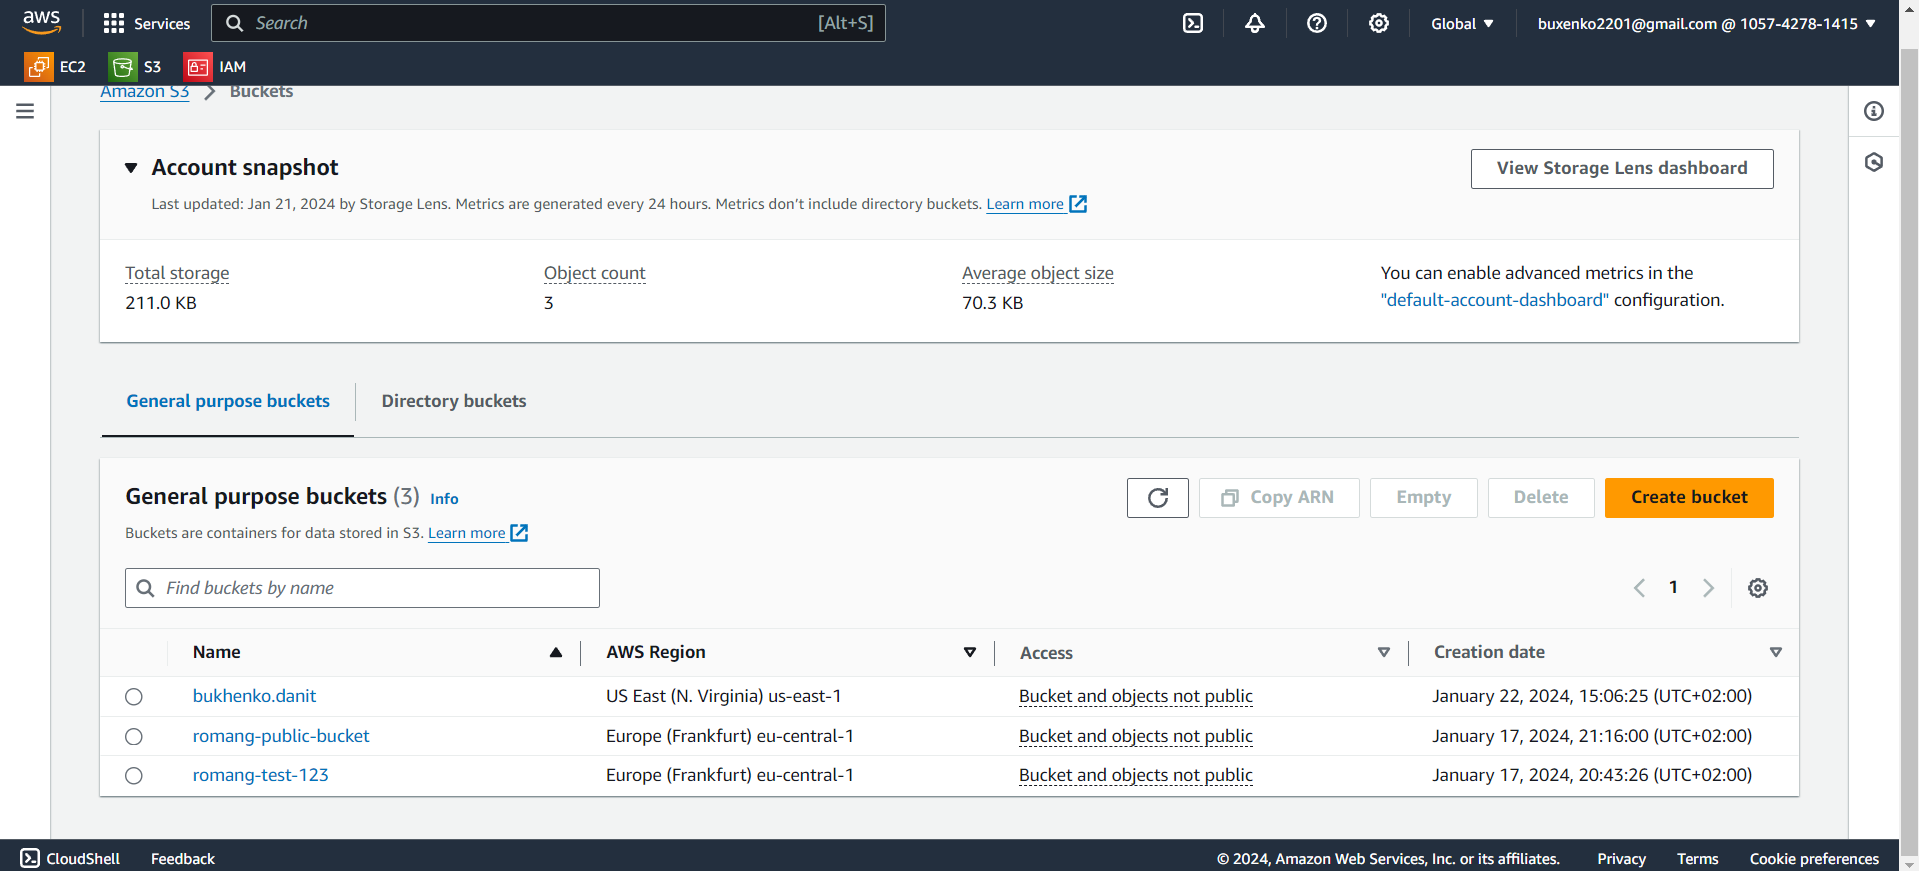 aws
Services
Search [Alt+S]
Global
buxenko2201@gmail.com @ 1057-4278-1415
EC2
S3
IAM
Amazon S3
Buckets
Account snapshot
View Storage Lens dashboard
Last updated: Jan 21, 2024 by Storage Lens. Metrics are generated every 24 hours. Metrics don't include directory buckets. Learn more
Total storage
211.0 KB
Object count
3
Average object size
70.3 KB
You can enable advanced metrics in the
"default-account-dashboard" configuration.
General purpose buckets
Directory buckets
General purpose buckets (3) Info
Copy ARN
Empty
Delete
Create bucket
Buckets are containers for data stored in S3. Learn more
Find buckets by name
1
Name AWS Region Access Creation date
bukhenko.danit US East (N. Virginia) us-east-1 Bucket and objects not public January 22, 2024, 15:06:25 (UTC+02:00)
romang-public-bucket Europe (Frankfurt) eu-central-1 Bucket and objects not public January 17, 2024, 21:16:00 (UTC+02:00)
romang-test-123 Europe (Frankfurt) eu-central-1 Bucket and objects not public January 17, 2024, 20:43:26 (UTC+02:00)
CloudShell Feedback © 2024, Amazon Web Services, Inc. or its affiliates. Privacy Terms Cookie preferences